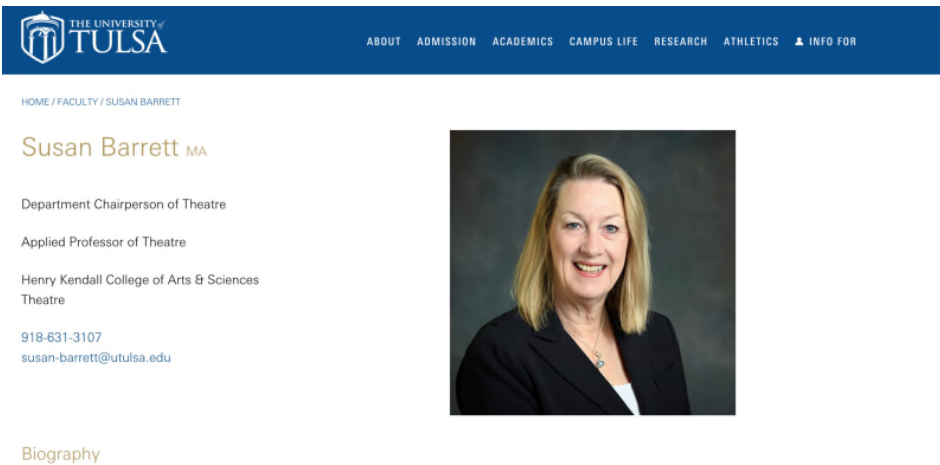 THE UNIVERSITY of
TULSA
ABOUT ADMISSION ACADEMICS CAMPUS LIFE RESEARCH ATHLETICS INFO FOR
HOME / FACULTY / SUSAN BARRETT
Susan Barrett MA
Department Chairperson of Theatre
Applied Professor of Theatre
Henry Kendall College of Arts & Sciences
Theatre
918-631-3107
susan-barrett@utulsa.edu
Biography